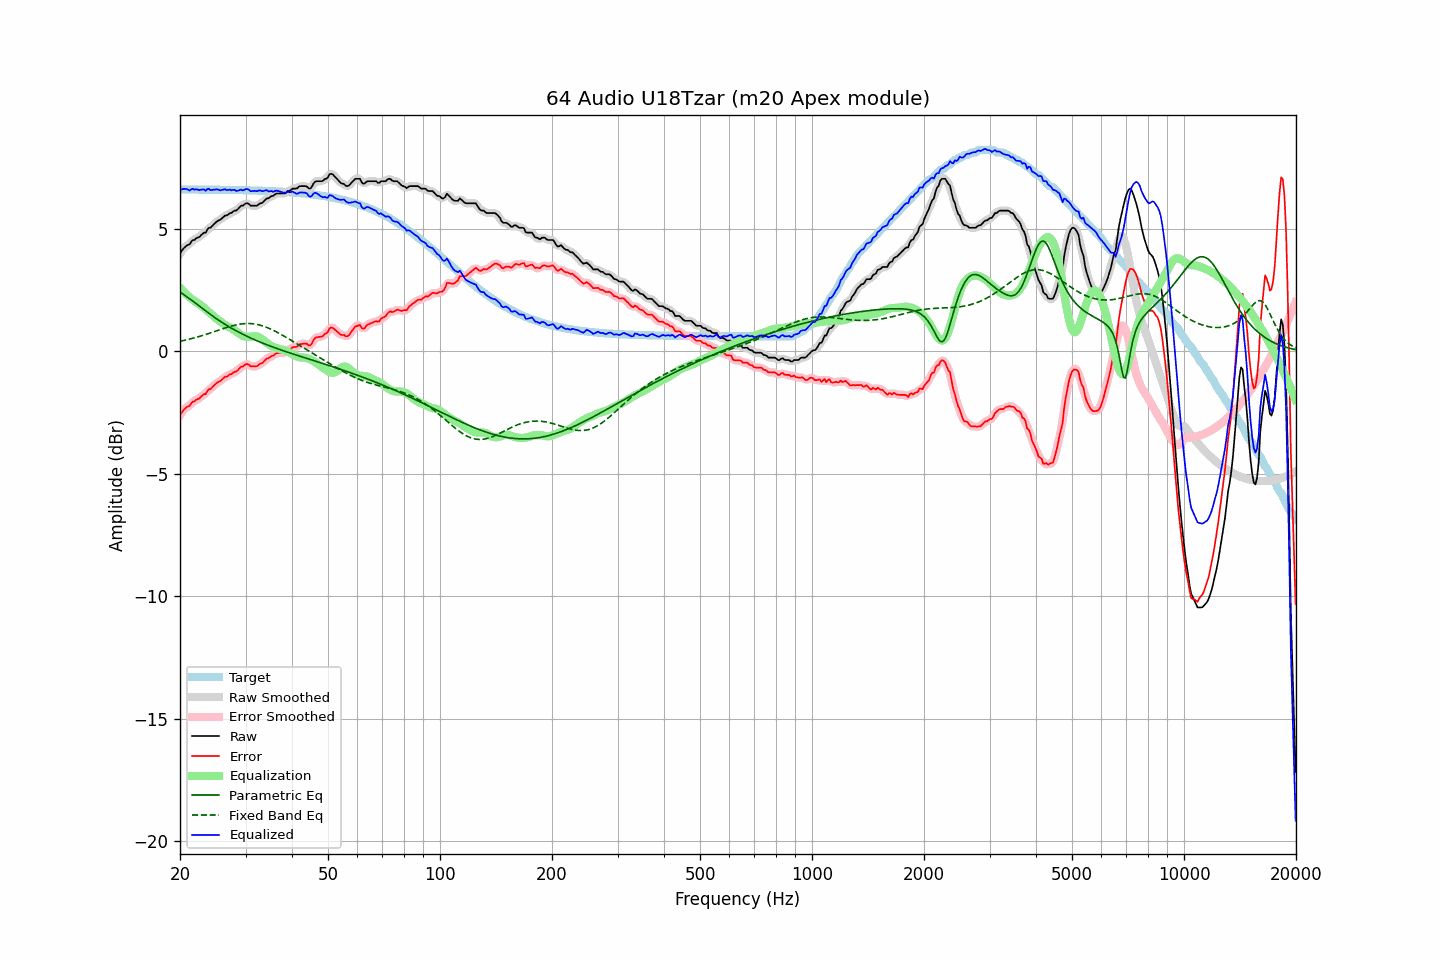 64 Audio U18Tzar (m20 Apex module)
5
0
−5
−10
−15
−20
Amplitude (dBr)
Target
Raw Smoothed
Error Smoothed
Raw
Error
Equalization
Parametric Eq
Fixed Band Eq
Equalized
20 50 100 200 500 1000 2000 5000 10000 20000
Frequency (Hz)